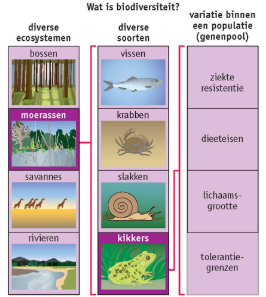 Wat is biodiversiteit?
diverse
ecosystemen
bossen
moerassen
savannes
rivieren
diverse
soorten
vissen
krabben
slakken
kikkers
variatie binnen
een populatie
(genenpool)
ziekte
resistentie
dieeteisen
lichaams-
grootte
tolerantie-
grenzen